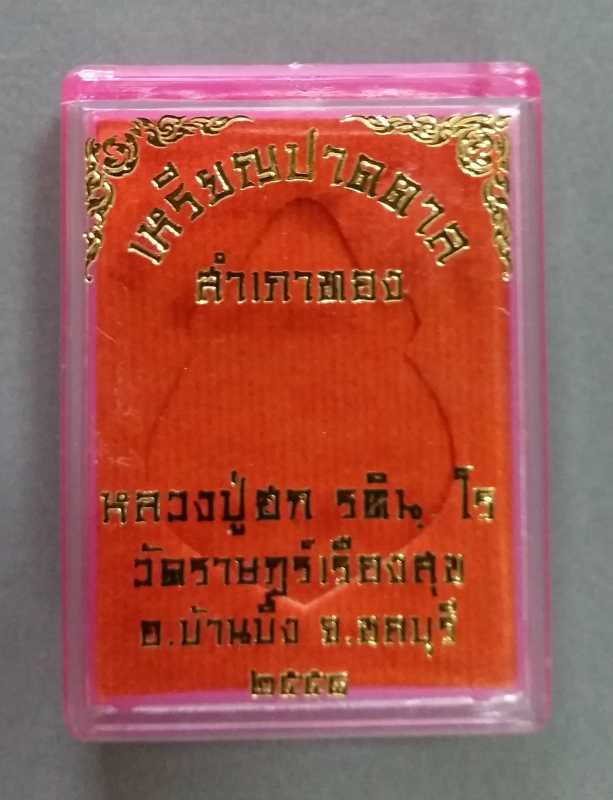 เหรียญปาดตาล
สำเภาทอง
หลวงปู่ฮก รตินฺ โร
วัดราษฎร์เรืองสุข
อ.บ้านบึง จ.ชลบุรี
๒๕๕๘